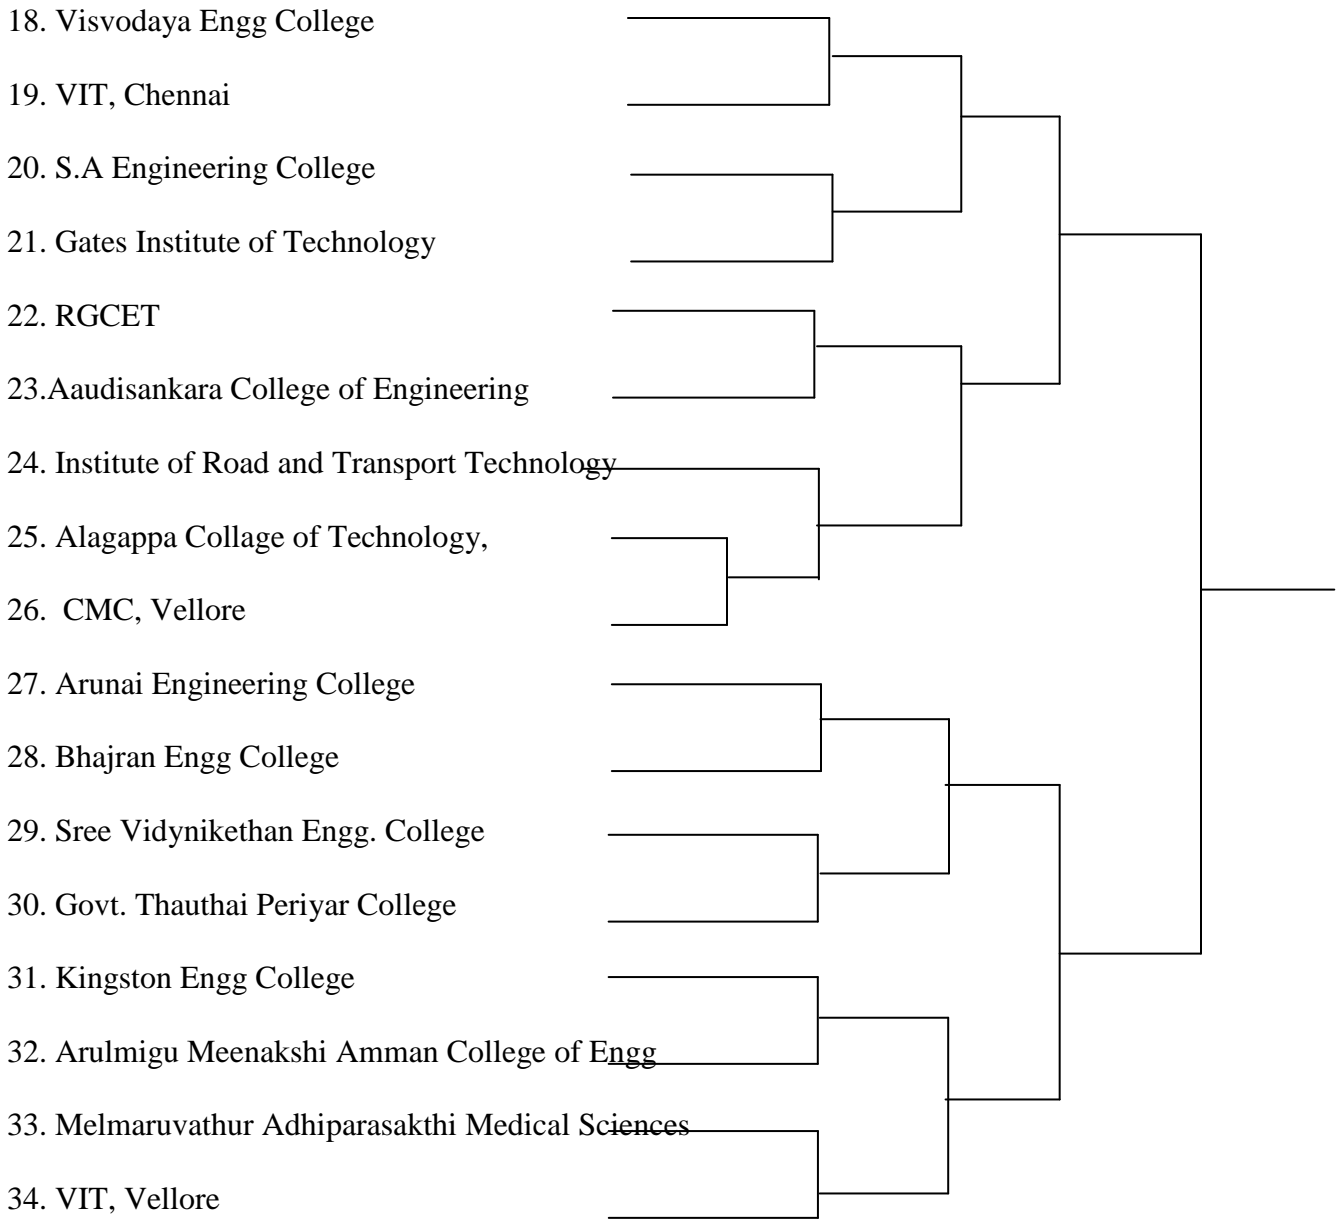 18. Visvodaya Engg College
19. VIT, Chennai
20. S.A Engineering College
21. Gates Institute of Technology
22. RGCET
23.Aaudisankara College of Engineering
24. Institute of Road and Transport Technology
25. Alagappa Collage of Technology,
26. CMC, Vellore
27. Arunai Engineering College
28. Bhajran Engg College
29. Sree Vidynikethan Engg. College
30. Govt. Thauthai Periyar College
31. Kingston Engg College
32. Arulmigu Meenakshi Amman College of Engg
33. Melmaruvathur Adhiparasakthi Medical Sciences
34. VIT, Vellore